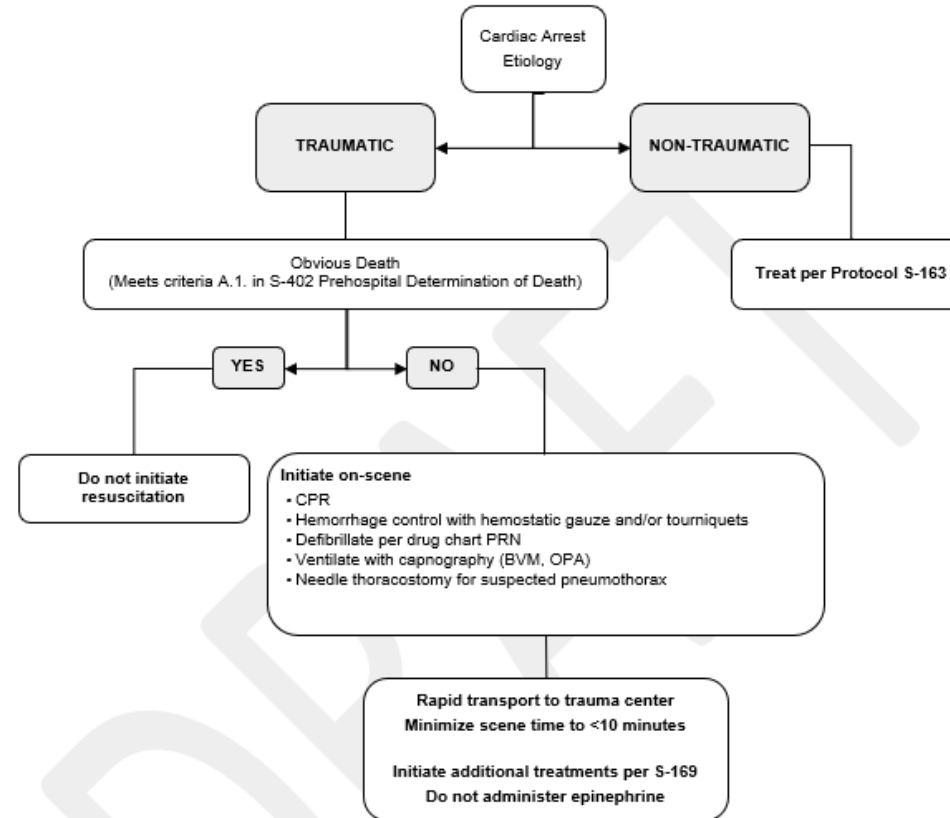 Cardiac Arrest
Etiology
TRAUMATIC
NON-TRAUMATIC
Obvious Death
(Meets criteria A.1. in S-402 Prehospital Determination of Death)
Treat per Protocol S-163
YES
NO
Do not initiate
resuscitation
Initiate on-scene
- CPR
- Hemorrhage control with hemostatic gauze and/or tourniquets
- Defibrillate per drug chart PRN
- Ventilate with capnography (BVM, OPA)
- Needle thoracostomy for suspected pneumothorax
Rapid transport to trauma center
Minimize scene time to <10 minutes
Initiate additional treatments per S-169
Do not administer epinephrine
DRAFT